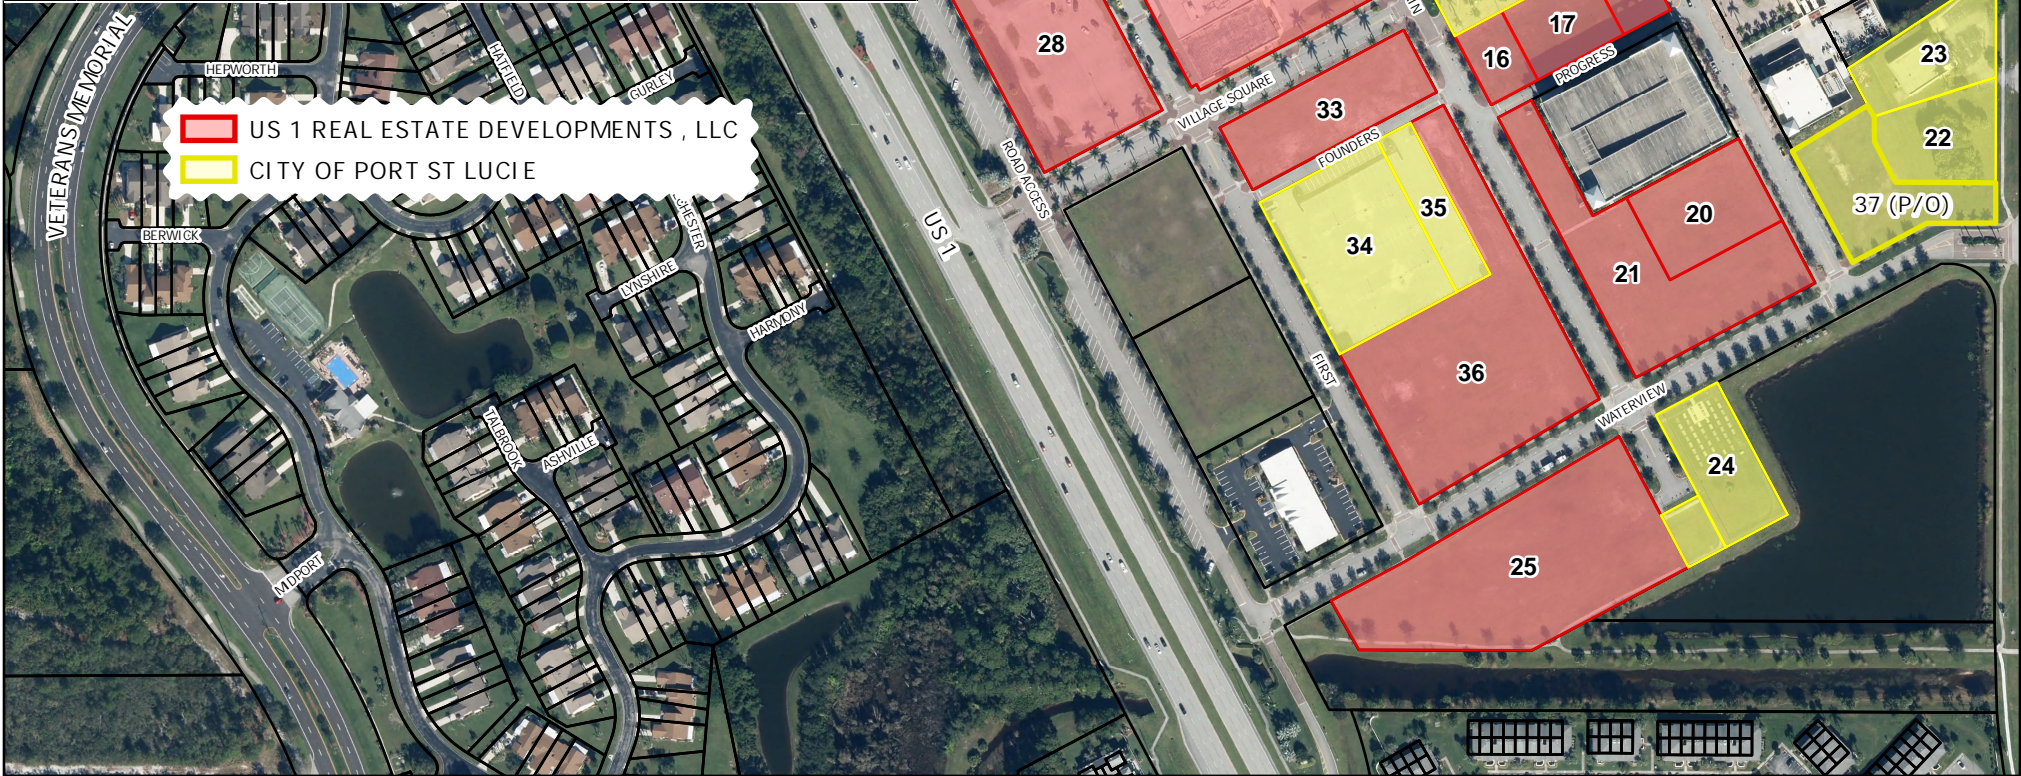 VETERANS MEMORIAL
HEPWORTH
HATFIELD
GURLEY
US 1 REAL ESTATE DEVELOPMENTS , LLC
CITY OF PORT ST LUCIE
BERWICK
LYNSHIRE
HARMONY
TALBROOK
ASHVILLE
MIDPORT
US 1
ROAD ACCESS
VILLAGE SQUARE
FOUNDERS
PROGRESS
FIRST
WATERVIEW
28
33
16
17
23
22
37 (P/O)
20
21
35
34
36
24
25